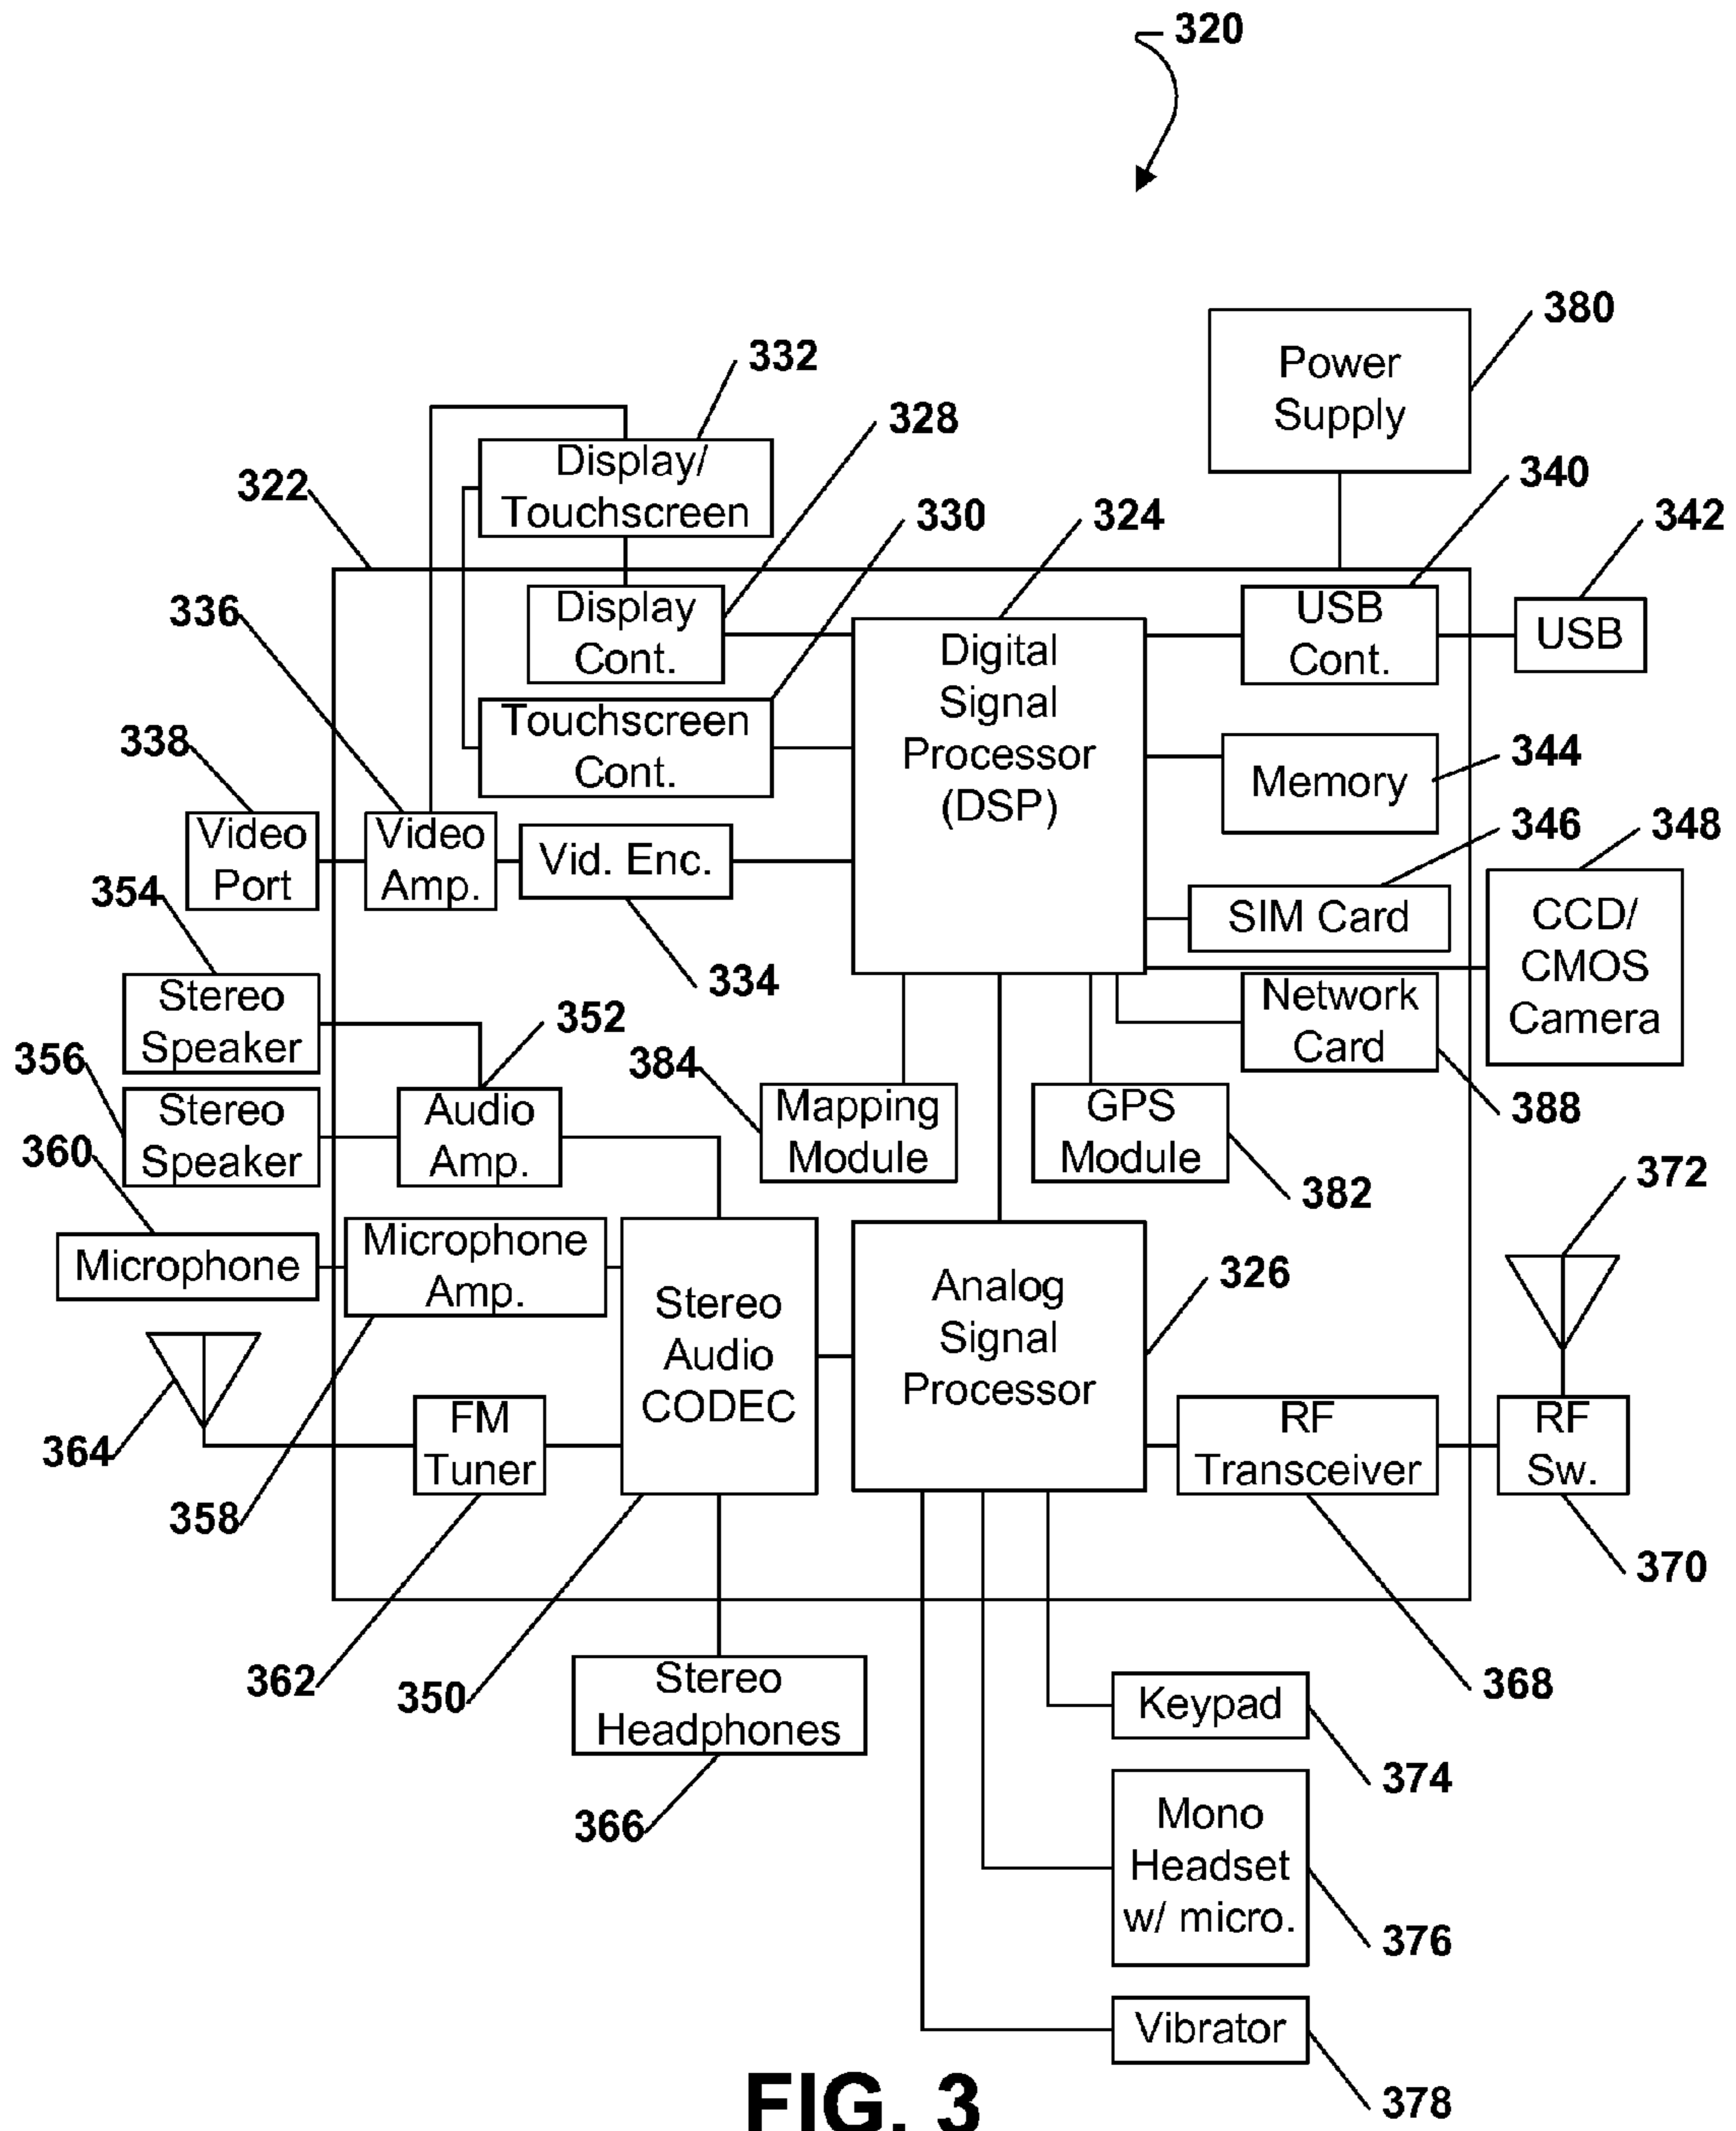 320
380
Power
Supply
332
328
Display/
Touchscreen
340
322
330
324
342
336
Display
Cont.
USB
Cont.
USB
Digital
Signal
Processor
(DSP)
338
Touchscreen
Cont.
344
Memory
346
348
Video
Port
Video
Amp.
Vid. Enc.
354
SIM Card
CCD/
CMOS
Camera
334
Stereo
Speaker
352
Network
Card
356
384
388
Stereo
Speaker
Audio
Amp.
Mapping
Module
GPS
Module
360
382
372
Microphone
Microphone
Amp.
Stereo
Audio
CODEC
Analog
Signal
Processor
326
364
FM
Tuner
RF
Transceiver
RF
Sw.
358
370
362
350
Stereo
Headphones
Keypad
368
374
366
Mono
Headset
w/ micro.
376
Vibrator
378
FIG. 3